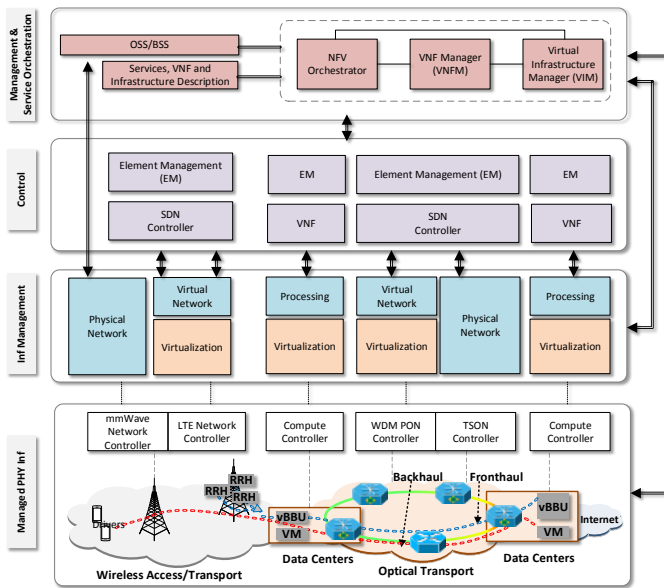 Management &
Service Orchestration
OSS/BSS
Services, VNF and
Infrastructure Description
NFV
Orchestrator
VNF Manager
(VNFM)
Virtual
Infrastructure
Manager (VIM)
Control
Element Management
(EM)
EM
Element Management (EM)
EM
SDN
Controller
VNF
SDN
Controller
VNF
Inf Management
Physical
Network
Virtual
Network
Virtualization
Processing
Virtualization
Virtual
Network
Virtualization
Physical
Network
Processing
Virtualization
Managed PHY Inf
mmWave
Network
Controller
LTE Network
Controller
Compute
Controller
WDM PON
Controller
TSON
Controller
Compute
Controller
Backhaul
Fronthaul
RRH
RRH
RRH
Drivers
vBBU
VM
vBBU
VM
Internet
Data Centers
Data Centers
Wireless Access/Transport
Optical Transport